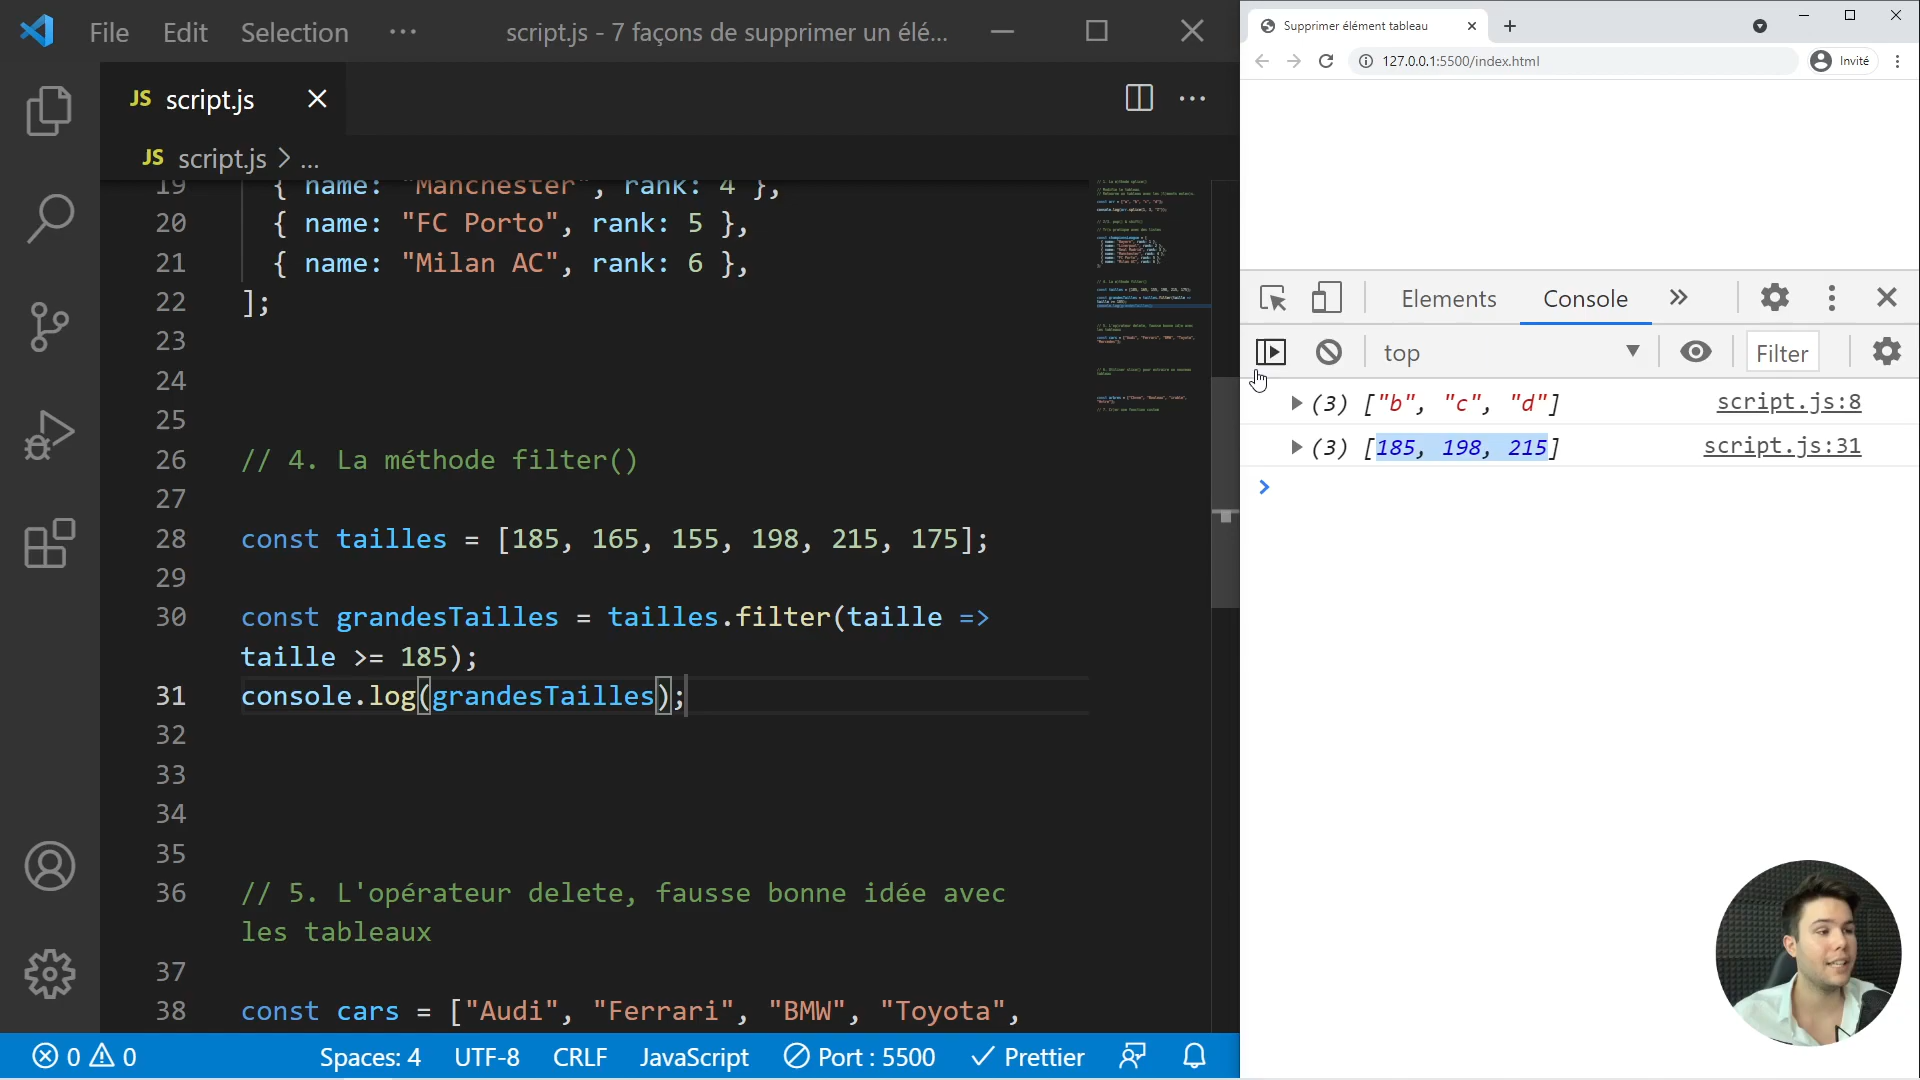 File Edit Selection ··· script.js - 7 façons de supprimer un élé...
JS script.js
JS script.js > ...
19 { name: "Manchester", rank: 4 },
20 { name: "FC Porto", rank: 5 },
21 { name: "Milan AC", rank: 6 },
22 ];
23
24
25
26 // 4. La méthode filter()
27
28 const tailles = [185, 165, 155, 198, 215, 175];
29
30 const grandesTailles = tailles.filter(taille =>
taille >= 185);
31 console.log(grandesTailles);
32
33
34
35
36 // 5. L'opérateur delete, fausse bonne idée avec
les tableaux
37
38 const cars = ["Audi", "Ferrari", "BMW", "Toyota",
0 0 Spaces: 4 UTF-8 CRLF JavaScript Port : 5500 Prettier
Supprimer élément tableau
127.0.0.1:5500/index.html Invité
Elements Console »
top Filter
(3) ["b", "c", "d"] script.js:8
(3) [185, 198, 215] script.js:31